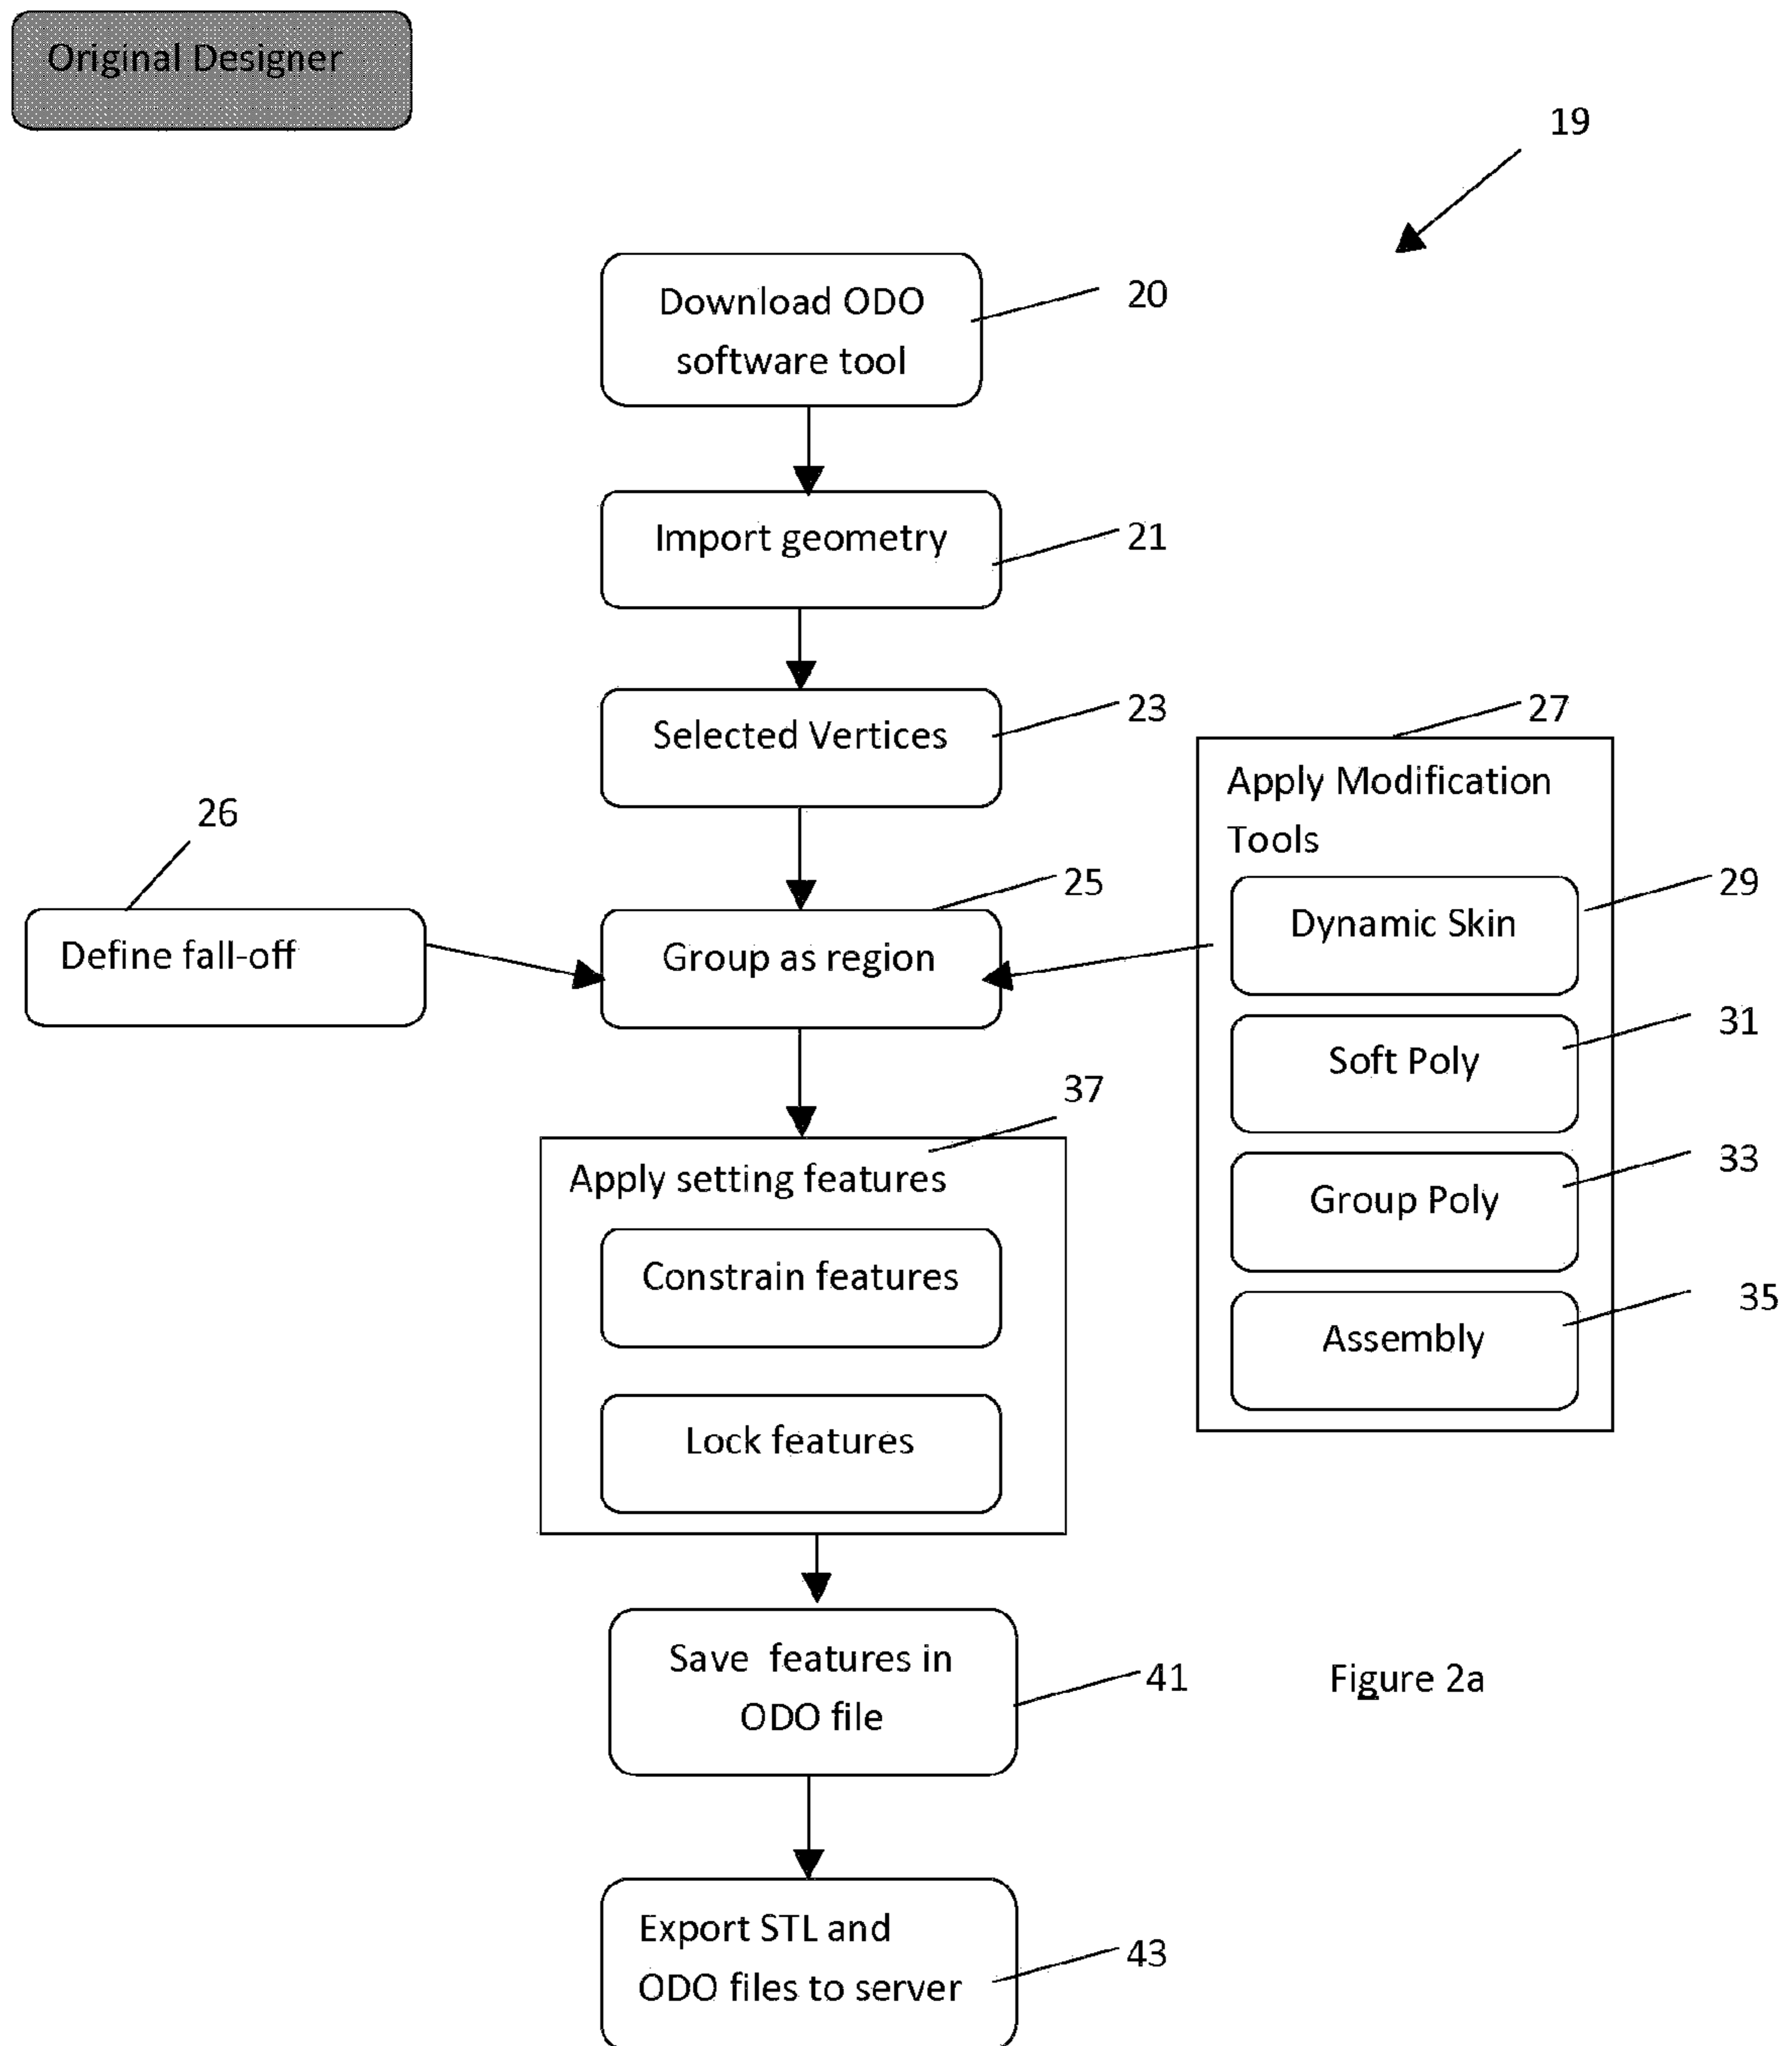 Original Designer
19
Download ODO
software tool
20
Import geometry
21
Selected Vertices
23
27
Apply Modification
Tools
26
Define fall-off
25
Group as region
Dynamic Skin
29
Soft Poly
31
Group Poly
33
Assembly
35
37
Apply setting features
Constrain features
Lock features
Save  features in
ODO file
41
Figure 2a
Export STL and
ODO files to server
43